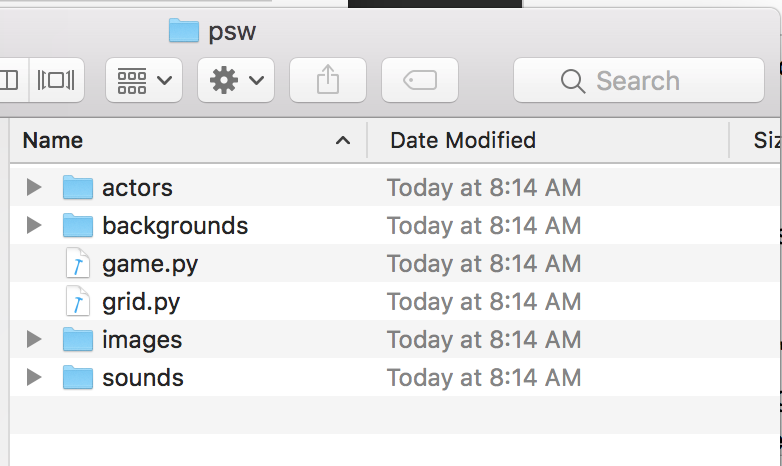 psw
Search
Name Date Modified
actors Today at 8:14 AM
backgrounds Today at 8:14 AM
game.py Today at 8:14 AM
grid.py Today at 8:14 AM
images Today at 8:14 AM
sounds Today at 8:14 AM